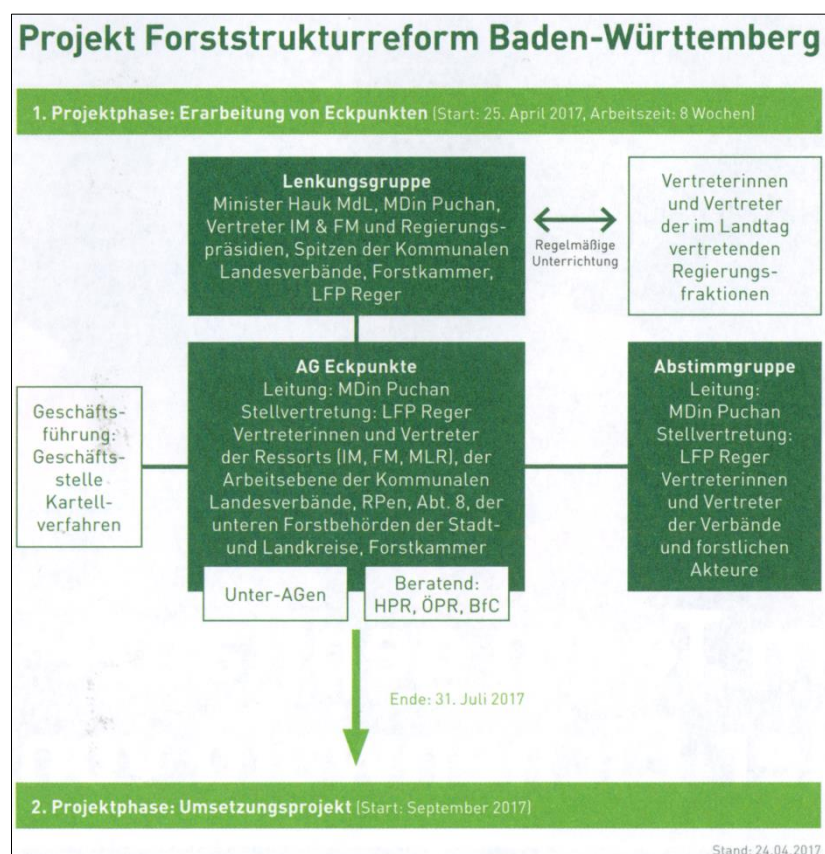 Projekt Forststrukturreform Baden-Württemberg
1. Projektphase: Erarbeitung von Eckpunkten (Start: 25. April 2017, Arbeitszeit: 8 Wochen)
Lenkungsgruppe
Minister Hauk MdL, MDin Puchan,
Vertreter IM & FM und Regierungs-
präsidien, Spitzen der Kommunalen
Landesverbände, Forstkammer,
LFP Reger
Regelmäßige
Unterrichtung
Vertreterinnen
und Vertreter
der im Landtag
vertretenden
Regierungs-
fraktionen
Geschäfts-
führung:
Geschäfts-
stelle
Kartell-
verfahren
AG Eckpunkte
Leitung: MDin Puchan
Stellvertretung: LFP Reger
Vertreterinnen und Vertreter
der Ressorts (IM, FM, MLR), der
Arbeitsebene der Kommunalen
Landesverbände, RPen, Abt. 8, der
unteren Forstbehörden der Stadt-
und Landkreise, Forstkammer
Unter-AGen
Beratend:
HPR, ÖPR, BfC
Abstimmgruppe
Leitung:
MDin Puchan
Stellvertretung:
LFP Reger
Vertreterinnen
und Vertreter
der Verbände
und forstlichen
Akteure
Ende: 31. Juli 2017
2. Projektphase: Umsetzungsprojekt (Start: September 2017)
Stand: 24.04.2017